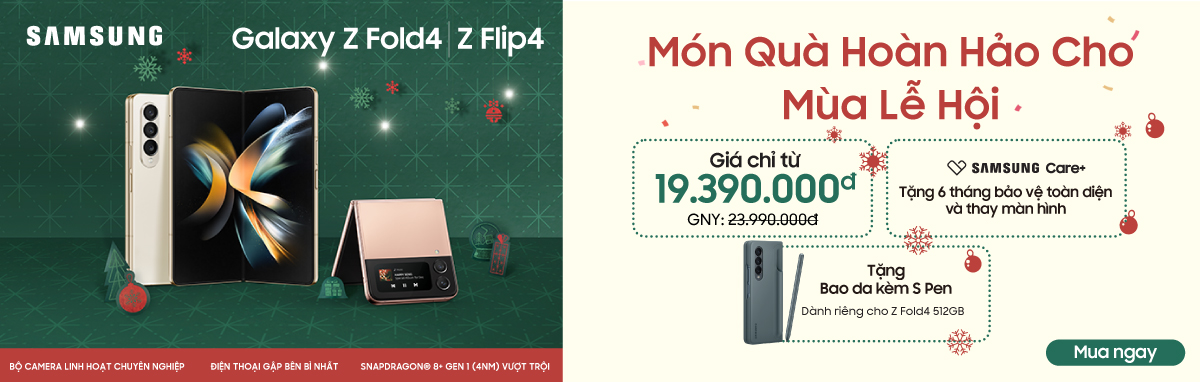 SAMSUNG
Galaxy Z Fold4 | Z Flip4
BỘ CAMERA LINH HOẠT CHUYÊN NGHIỆP
ĐIỆN THOẠI GẬP BỀN BỈ NHẤT
SNAPDRAGON® 8+ GEN 1 (4NM) VƯỢT TRỘI
Món Quà Hoàn Hảo Cho
Mùa Lễ Hội
Giá chỉ từ
19.390.000đ
GNY: 23.990.000đ
SAMSUNG Care+
Tặng 6 tháng bảo vệ toàn diện
và thay màn hình
Tặng
Bao da kèm S Pen
Dành riêng cho Z Fold4 512GB
Mua ngay